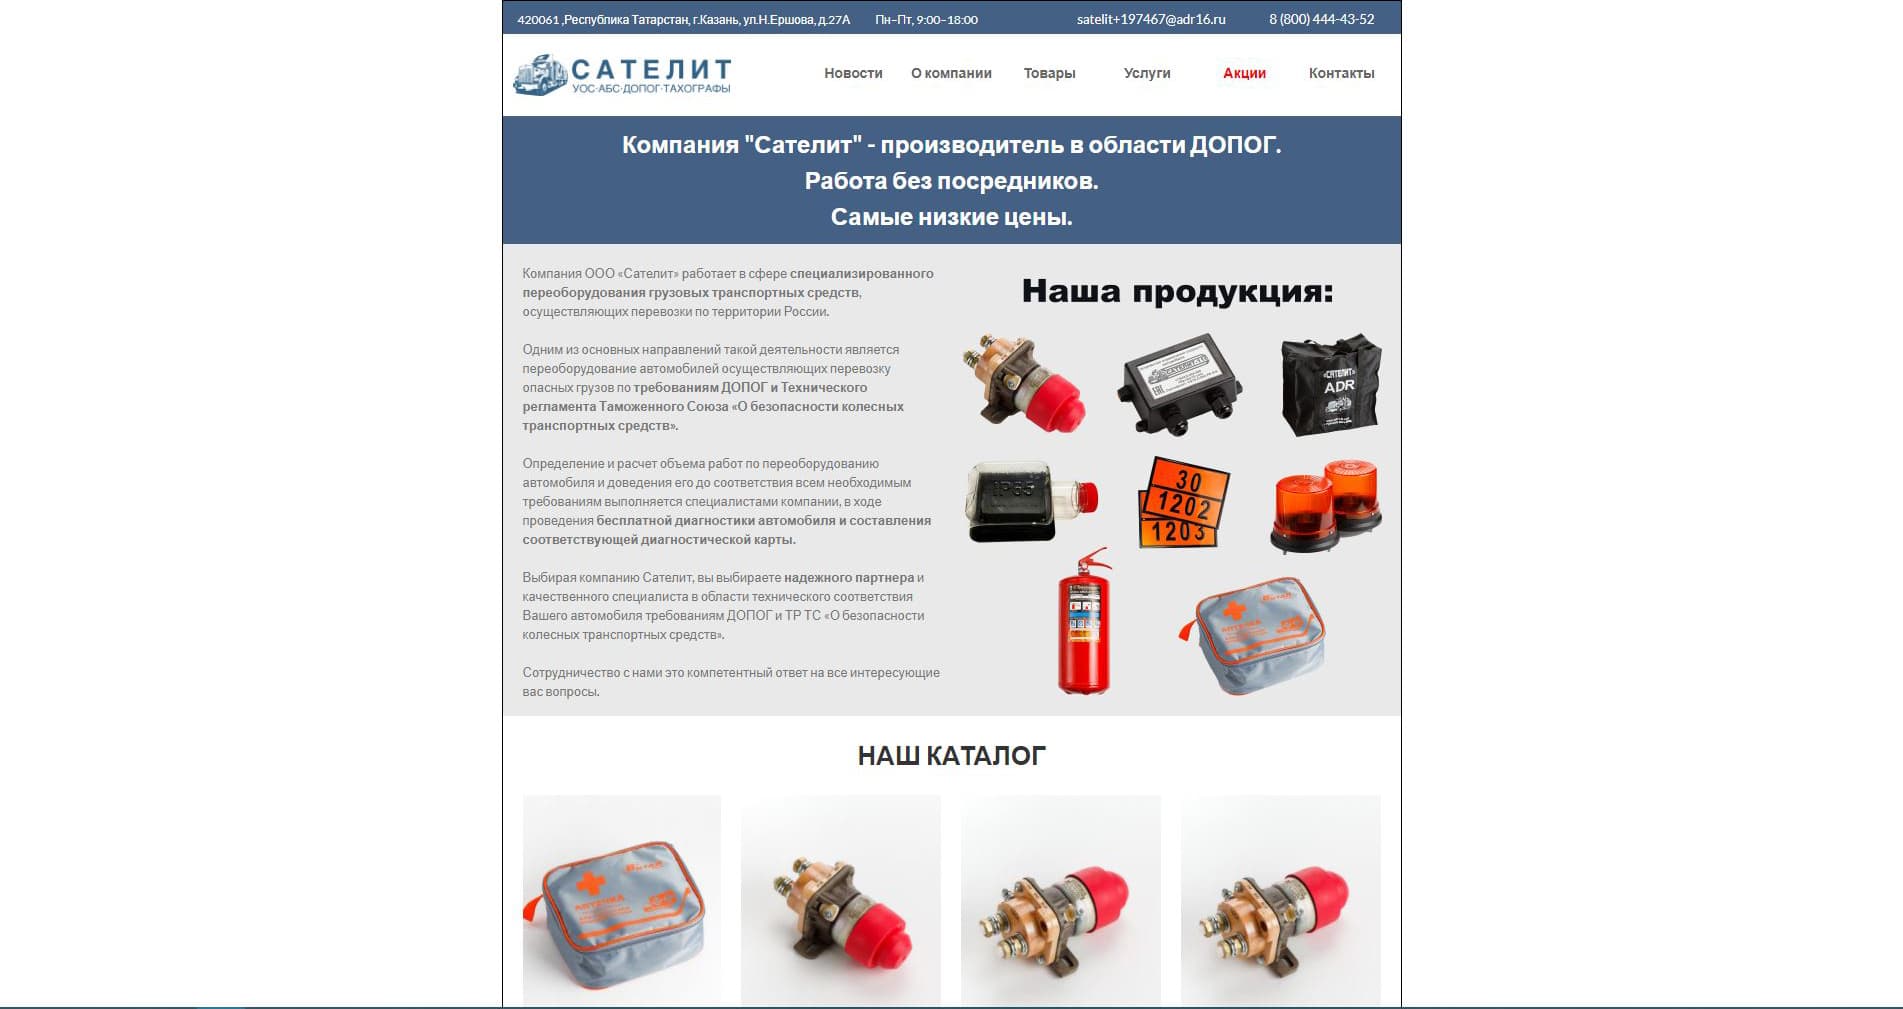 420061 ,Республика Татарстан, г.Казань, ул.Н.Ершова, д.27А
Пн–Пт, 9:00–18:00
satelit+197467@adr16.ru
8 (800) 444-43-52
САТЕЛИТ
УОС·АБС·ДОПОГ·ТАХОГРАФЫ
Новости
О компании
Товары
Услуги
Акции
Контакты
Компания "Сателит" - производитель в области ДОПОГ.
Работа без посредников.
Самые низкие цены.
Компания ООО «Сателит» работает в сфере специализированного
переоборудования грузовых транспортных средств,
осуществляющих перевозки по территории России.
Одним из основных направлений такой деятельности является
переоборудование автомобилей осуществляющих перевозку
опасных грузов по требованиям ДОПОГ и Технического
регламента Таможенного Союза «О безопасности колесных
транспортных средств».
Определение и расчет объема работ по переоборудованию
автомобиля и доведения его до соответствия всем необходимым
требованиям выполняется специалистами компании, в ходе
проведения бесплатной диагностики автомобиля и составления
соответствующей диагностической карты.
Выбирая компанию Сателит, вы выбираете надежного партнера и
качественного специалиста в области технического соответствия
Вашего автомобиля требованиям ДОПОГ и ТР ТС «О безопасности
колесных транспортных средств».
Сотрудничество с нами это компетентный ответ на все интересующие
вас вопросы.
Наша продукция:
САТЕЛИТ-ТС
«САТЕЛИТ»
ADR
IP65
30
1202
1203
АПТЕЧКА
НАШ КАТАЛОГ
АПТЕЧКА